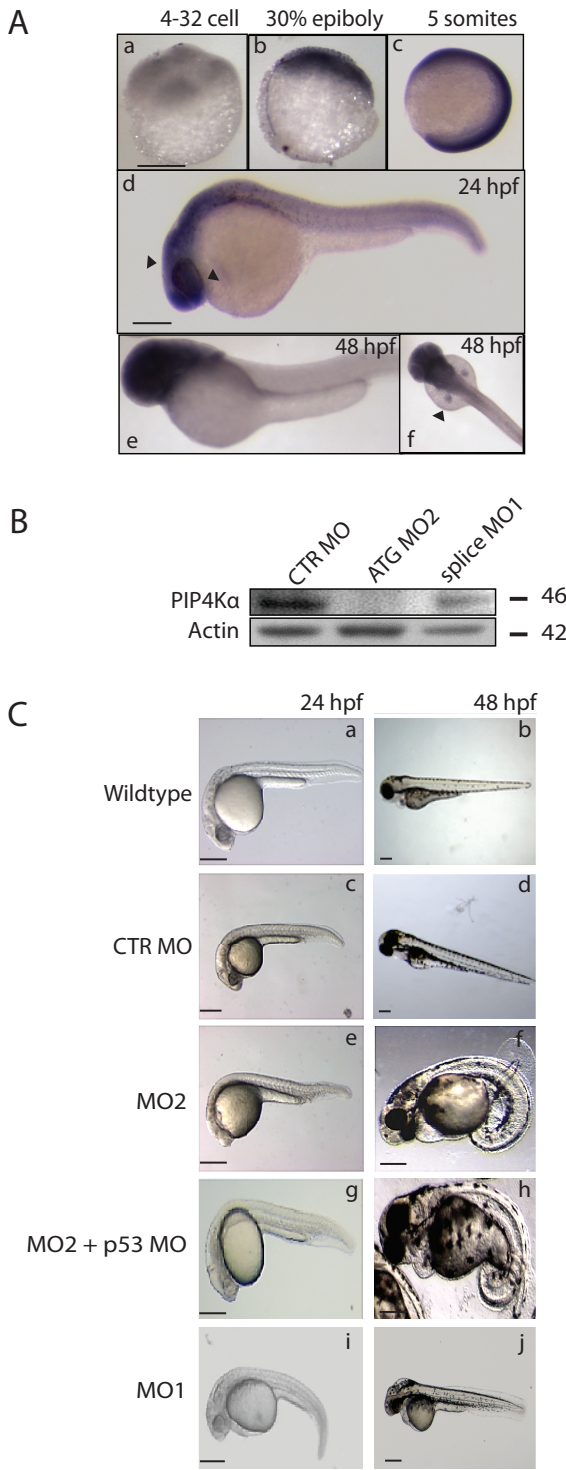 A
4-32 cell 30% epiboly 5 somites
a b c
d 24 hpf
48 hpf 48 hpf
e f
B
CTR MO ATG MO2 splice MO1
PIP4Kα 46
Actin 42
C
24 hpf 48 hpf
a b
Wildtype
c d
CTR MO
e f
MO2
g h
MO2 + p53 MO
i j
MO1